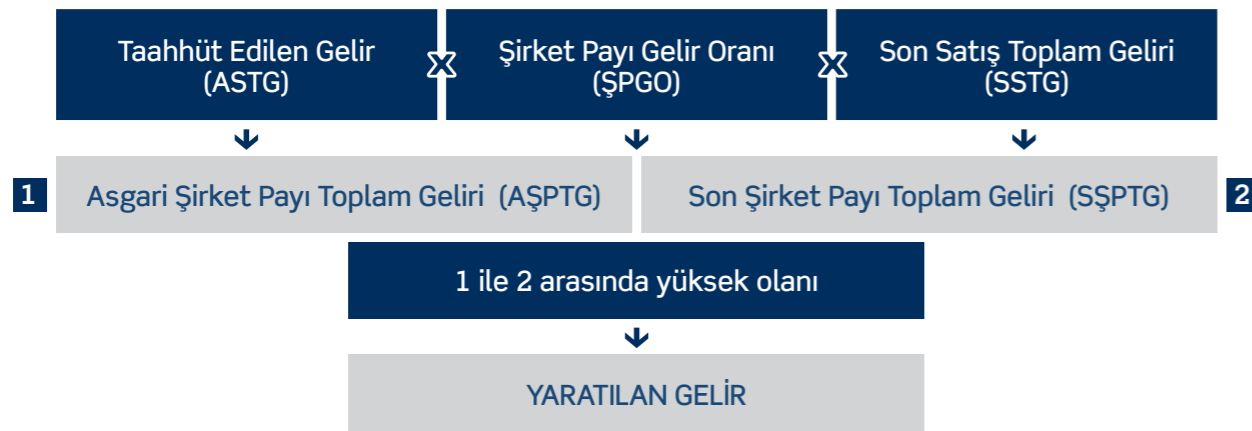 Taahhüt Edilen Gelir
(ASTG)
x
Şirket Payı Gelir Oranı
(ŞPGO)
x
Son Satış Toplam Geliri
(SSTG)
1
Asgari Şirket Payı Toplam Geliri (AŞPTG)
Son Şirket Payı Toplam Geliri (SŞPTG)
2
1 ile 2 arasında yüksek olanı
YARATILAN GELİR